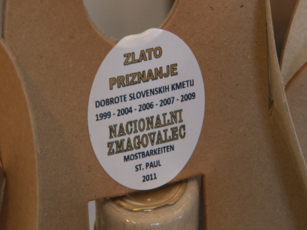 ZLATO
PRIZNANJE
DOBROTE SLOVENSKIH KMETIJ
1999 - 2004 - 2006 - 2007 - 2009
NACIONALNI
ZMAGOVALEC
MOSTBARKEITEN
ST. PAUL
2011